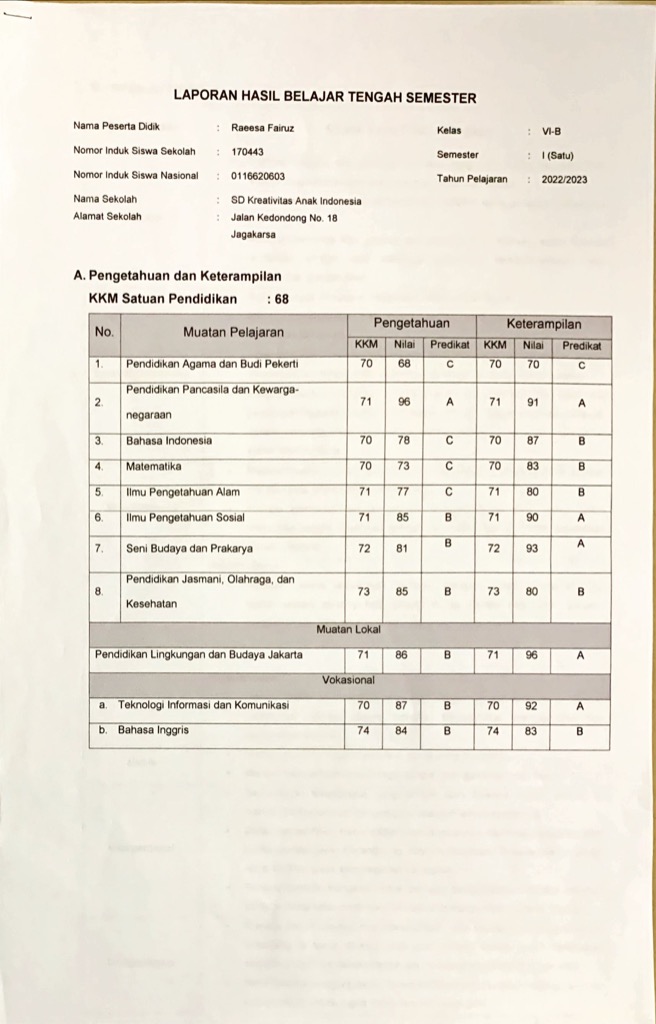 LAPORAN HASIL BELAJAR TENGAH SEMESTER
Nama Peserta Didik : Raeesa Fairuz Kelas : VI-B
Nomor Induk Siswa Sekolah : 170443 Semester : I (Satu)
Nomor Induk Siswa Nasional : 0116620603 Tahun Pelajaran : 2022/2023
Nama Sekolah : SD Kreativitas Anak Indonesia
Alamat Sekolah : Jalan Kedondong No. 18
Jagakarsa
A. Pengetahuan dan Keterampilan
KKM Satuan Pendidikan : 68
No. Muatan Pelajaran Pengetahuan Keterampilan
KKM Nilai Predikat KKM Nilai Predikat
1. Pendidikan Agama dan Budi Pekerti 70 68 C 70 70 C
Pendidikan Pancasila dan Kewarga-
2. 71 96 A 71 91 A
negaraan
3. Bahasa Indonesia 70 78 C 70 87 B
4. Matematika 70 73 C 70 83 B
5. Ilmu Pengetahuan Alam 71 77 C 71 80 B
6. Ilmu Pengetahuan Sosial 71 85 B 71 90 A
7. Seni Budaya dan Prakarya 72 81 B 72 93 A
Pendidikan Jasmani, Olahraga, dan
8. 73 85 B 73 80 B
Kesehatan
Muatan Lokal
Pendidikan Lingkungan dan Budaya Jakarta 71 86 B 71 96 A
Vokasional
a. Teknologi Informasi dan Komunikasi 70 87 B 70 92 A
b. Bahasa Inggris 74 84 B 74 83 B